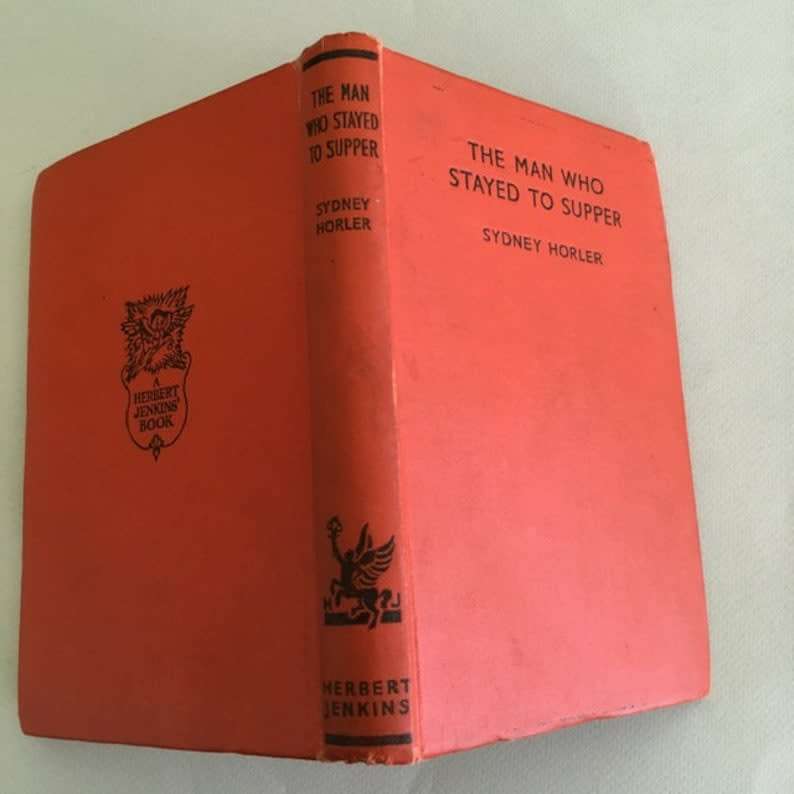 THE MAN WHO
STAYED TO SUPPER
SYDNEY HORLER
THE MAN
WHO STAYED
TO SUPPER
SYDNEY
HORLER
H J
HERBERT
JENKINS
A
HERBERT
JENKINS'
BOOK